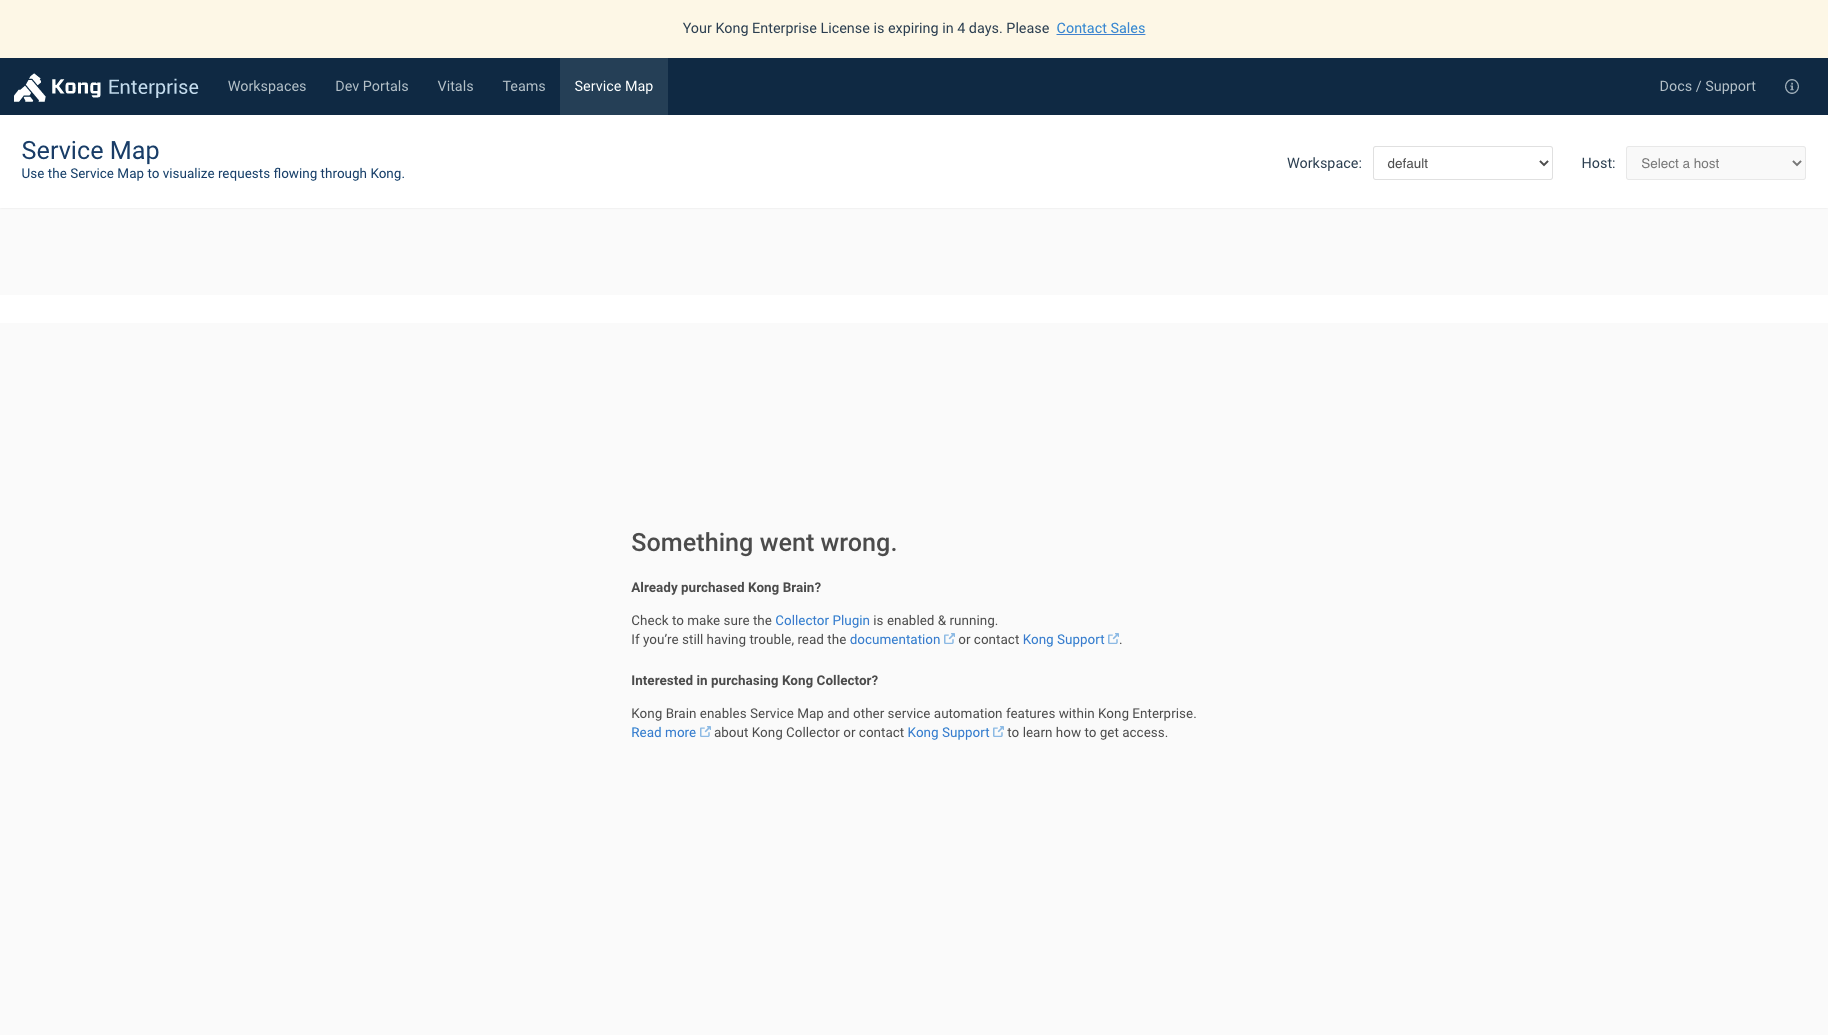 Your Kong Enterprise License is expiring in 4 days. Please Contact Sales
Kong Enterprise Workspaces Dev Portals Vitals Teams Service Map Docs / Support
Service Map
Use the Service Map to visualize requests flowing through Kong.
Workspace: default Host: Select a host
Something went wrong.
Already purchased Kong Brain?
Check to make sure the Collector Plugin is enabled & running.
If you’re still having trouble, read the documentation or contact Kong Support.
Interested in purchasing Kong Collector?
Kong Brain enables Service Map and other service automation features within Kong Enterprise.
Read more about Kong Collector or contact Kong Support to learn how to get access.